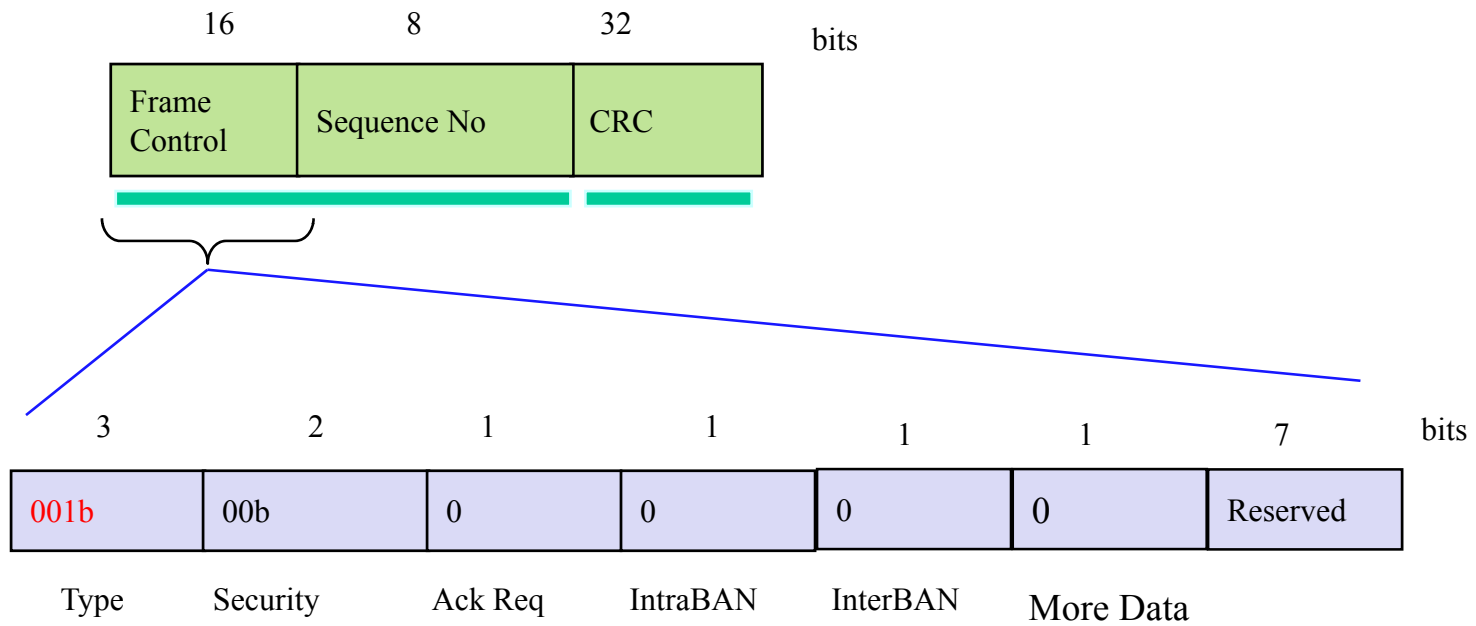 16 8 32 bits
Frame
Control
Sequence No
CRC
3 2 1 1 1 1 7 bits
001b 00b 0 0 0 0 Reserved
Type Security Ack Req IntraBAN InterBAN More Data